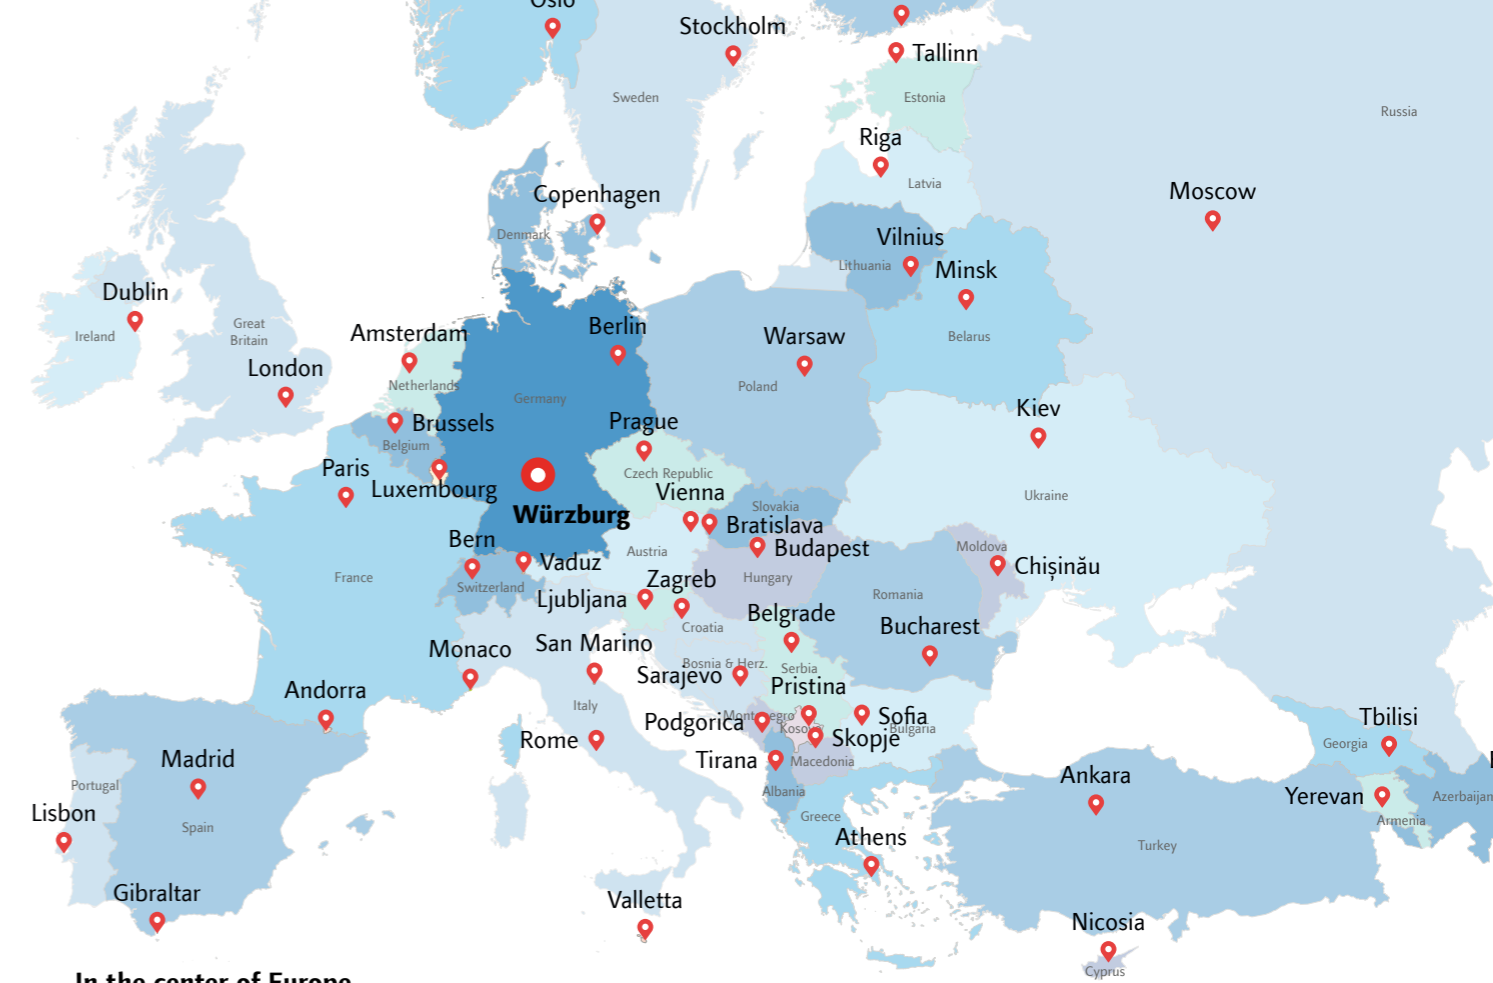 Oslo
Stockholm
Tallinn
Sweden
Estonia
Russia
Riga
Latvia
Moscow
Copenhagen
Denmark
Vilnius
Lithuania
Minsk
Dublin
Ireland
Great
Britain
Amsterdam
Berlin
Warsaw
Belarus
London
Netherlands
Germany
Poland
Kiev
Brussels
Belgium
Prague
Paris
Luxembourg
Czech Republic
Vienna
Ukraine
Würzburg
Slovakia
Bratislava
Bern
Austria
Budapest
Moldova
Vaduz
Chișinău
France
Switzerland
Zagreb
Hungary
Romania
Ljubljana
Belgrade
Croatia
Bucharest
Monaco
San Marino
Bosnia & Herz.
Serbia
Sarajevo
Andorra
Pristina
Italy
Podgorica
Montenegro
Kosovo
Sofia
Bulgaria
Skopje
Tbilisi
Georgia
Rome
Tirana
Macedonia
Madrid
Portugal
Ankara
Albania
Yerevan
Azerbaijan
Lisbon
Spain
Greece
Armenia
Athens
Turkey
Gibraltar
Valletta
Nicosia
Cyprus
In the center of Europe